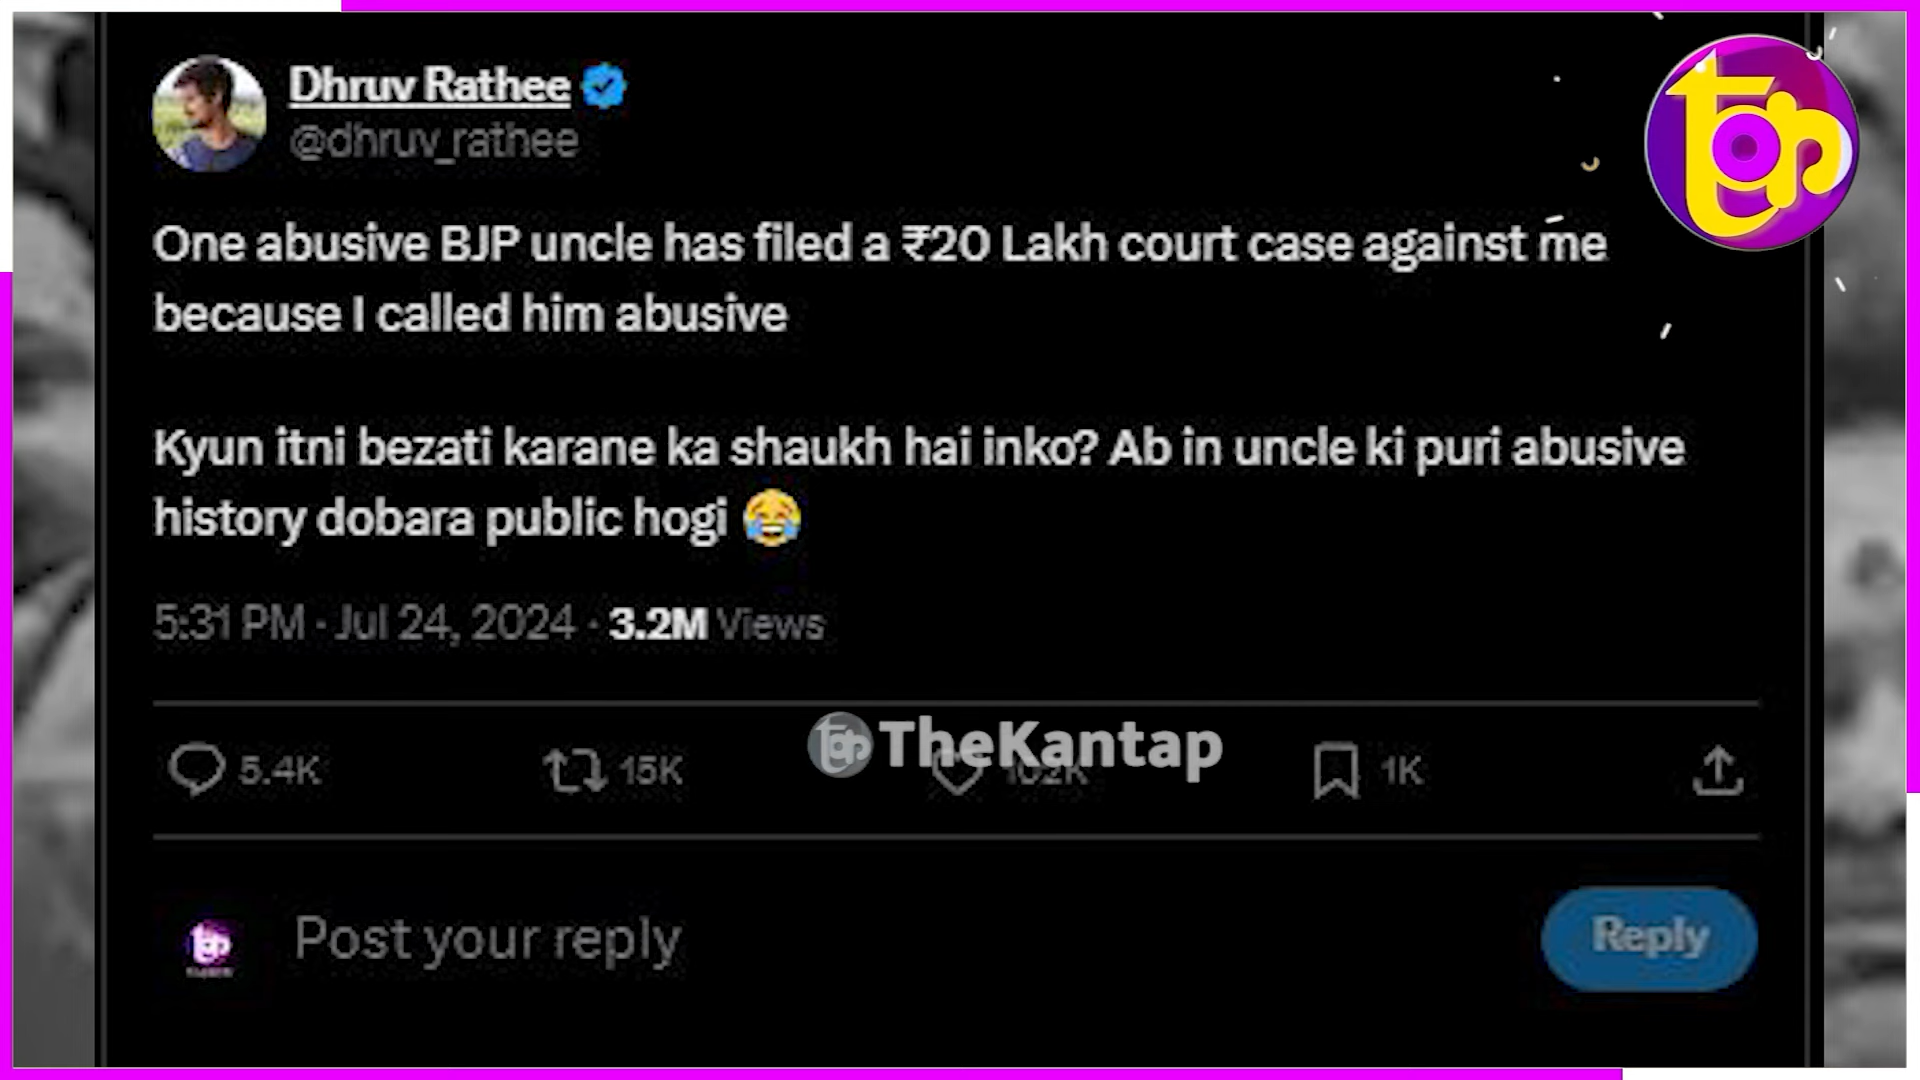 Dhruv Rathee
@dhruv_rathee
One abusive BJP uncle has filed a ₹20 Lakh court case against me
because I called him abusive
Kyun itni bezati karane ka shaukh hai inko? Ab in uncle ki puri abusive
history dobara public hogi 😂
5:31 PM · Jul 24, 2024 · 3.2M Views
TheKantap
5.4K 15K 102K 1K
Post your reply
Reply